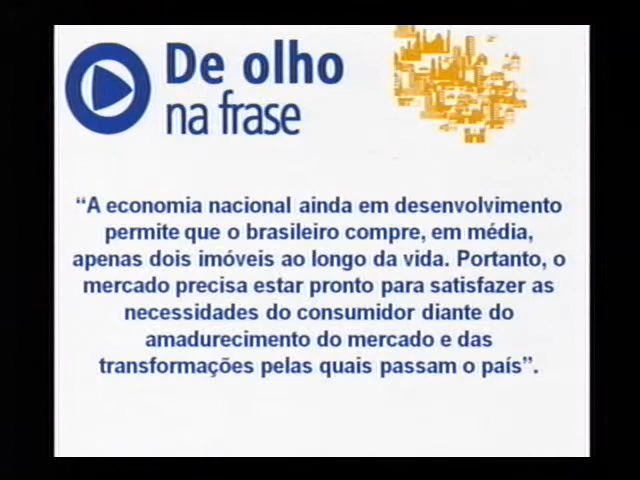 De olho
na frase
“A economia nacional ainda em desenvolvimento
permite que o brasileiro compre, em média,
apenas dois imóveis ao longo da vida. Portanto, o
mercado precisa estar pronto para satisfazer as
necessidades do consumidor diante do
amadurecimento do mercado e das
transformações pelas quais passam o país”.